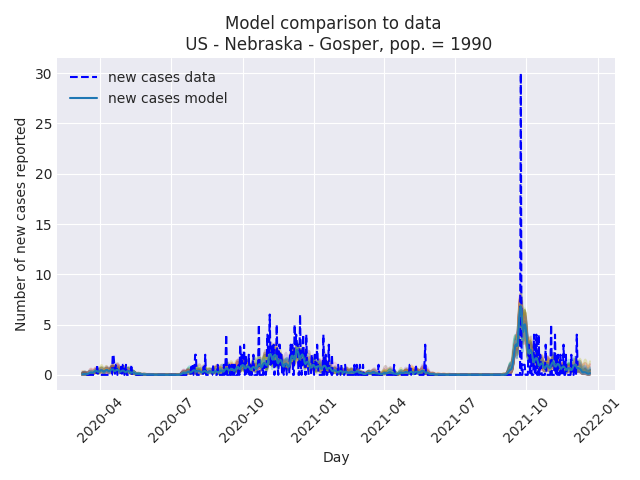 Model comparison to data
US - Nebraska - Gosper, pop. = 1990
new cases data
new cases model
Number of new cases reported
30
25
20
15
10
5
0
2020-04
2020-07
2020-10
2021-01
2021-04
2021-07
2021-10
2022-01
Day